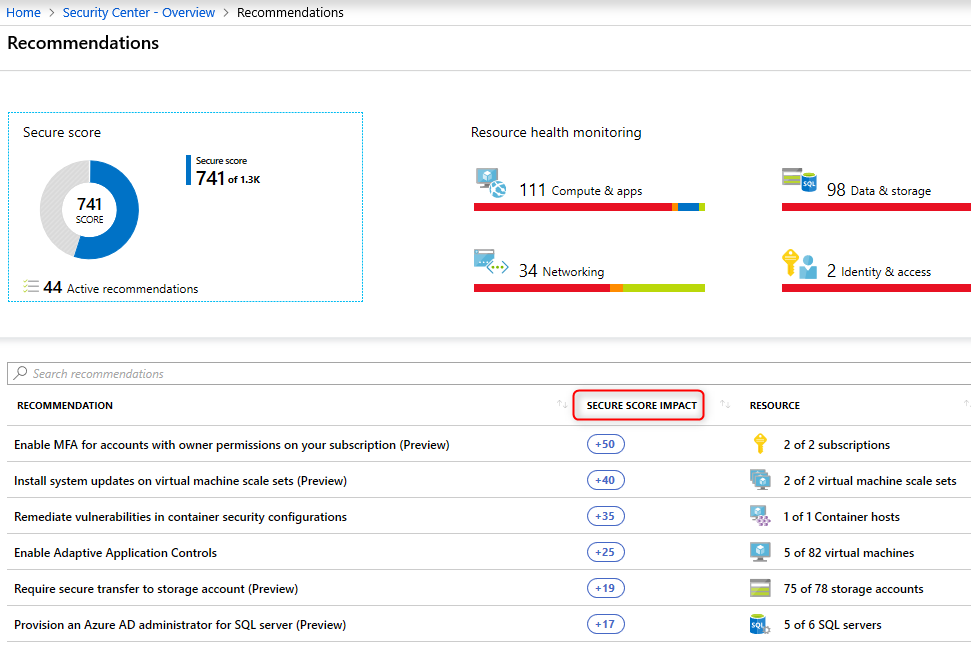 Home > Security Center - Overview > Recommendations
Recommendations
Secure score
741
SCORE
Secure score
741 of 1.3K
44 Active recommendations
Resource health monitoring
111 Compute & apps
SQL
98 Data & storage
34 Networking
2 Identity & access
Search recommendations
RECOMMENDATION SECURE SCORE IMPACT RESOURCE
Enable MFA for accounts with owner permissions on your subscription (Preview) +50 2 of 2 subscriptions
Install system updates on virtual machine scale sets (Preview) +40 2 of 2 virtual machine scale sets
Remediate vulnerabilities in container security configurations +35 1 of 1 Container hosts
Enable Adaptive Application Controls +25 5 of 82 virtual machines
Require secure transfer to storage account (Preview) +19 75 of 78 storage accounts
Provision an Azure AD administrator for SQL server (Preview) +17 SQL 5 of 6 SQL servers